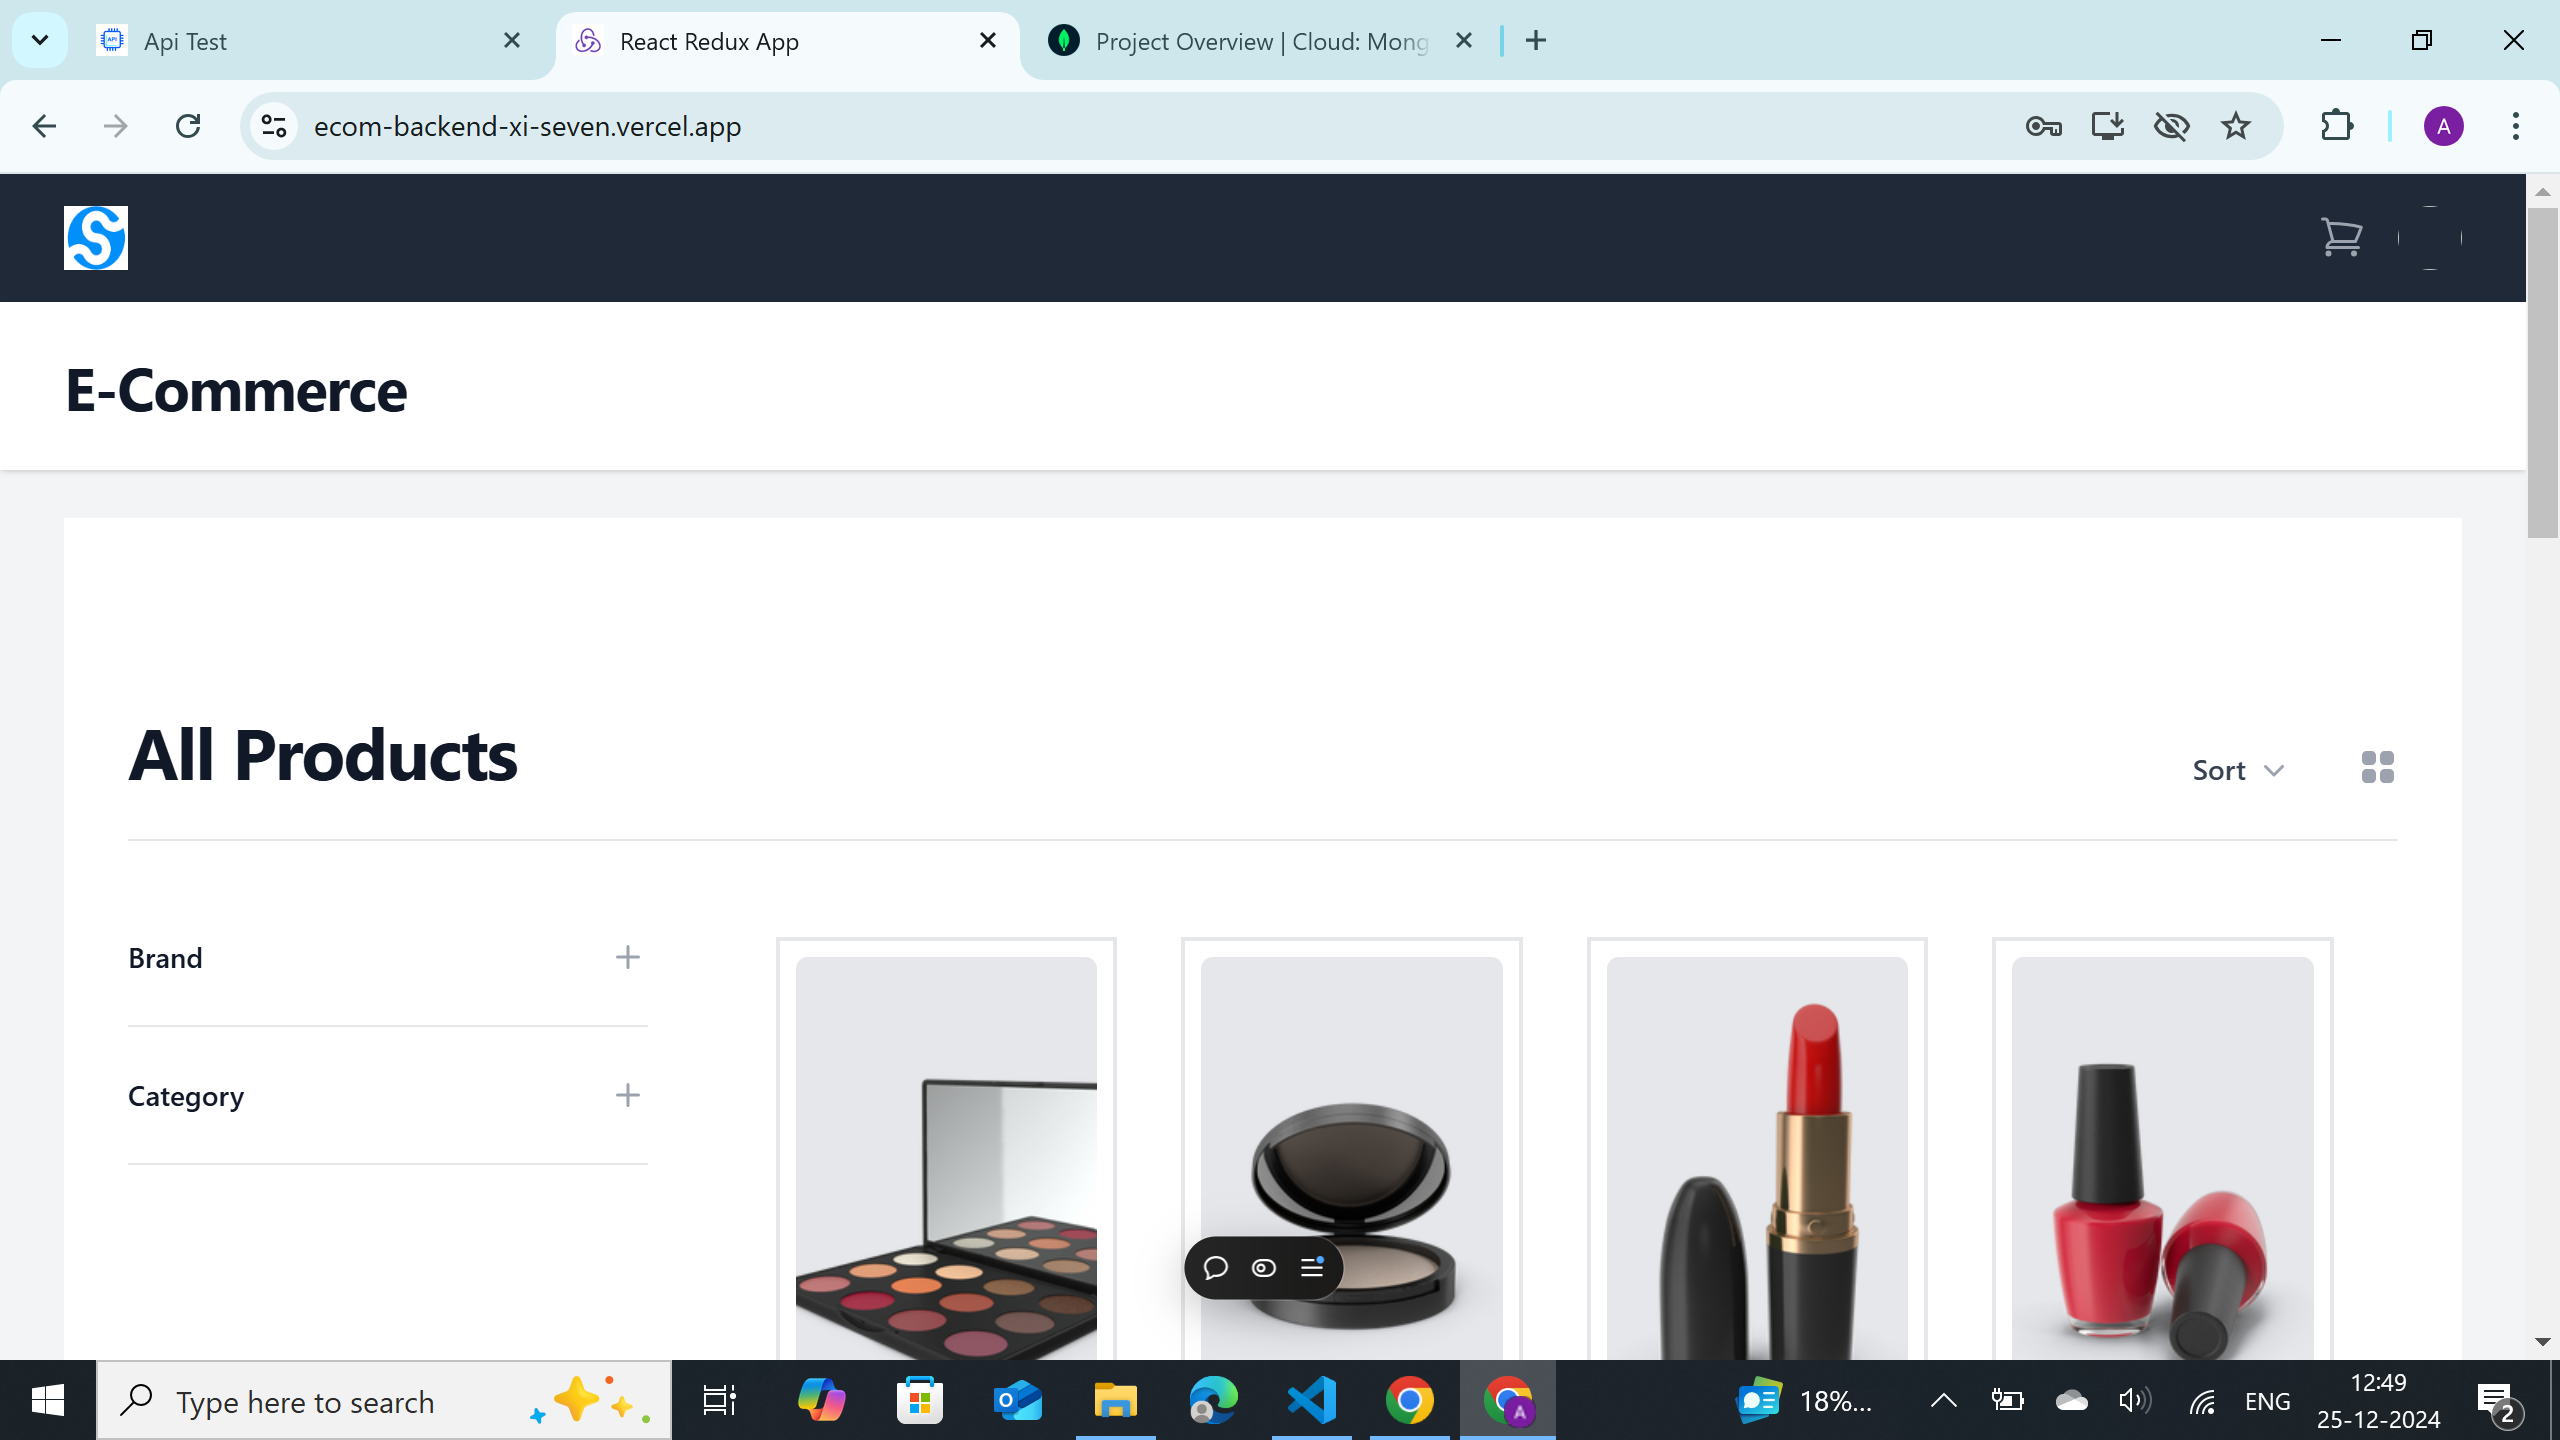 Api Test
React Redux App
Project Overview | Cloud: Mong
ecom-backend-xi-seven.vercel.app
A
S
E-Commerce
All Products
Sort
Brand
Category
Type here to search
18%...
ENG
12:49
25-12-2024
2